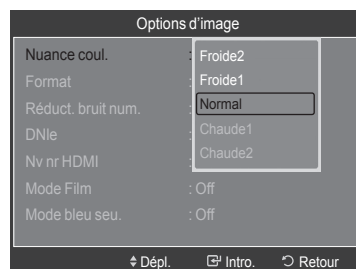 Options d'image
Nuance coul. : Froide2
Format : Froide1
Réduct. bruit num. : Normal
DNIe : Chaude1
Nv nr HDMI : Chaude2
Mode Film : Off
Mode bleu seu. : Off
Dépl. Intro. Retour